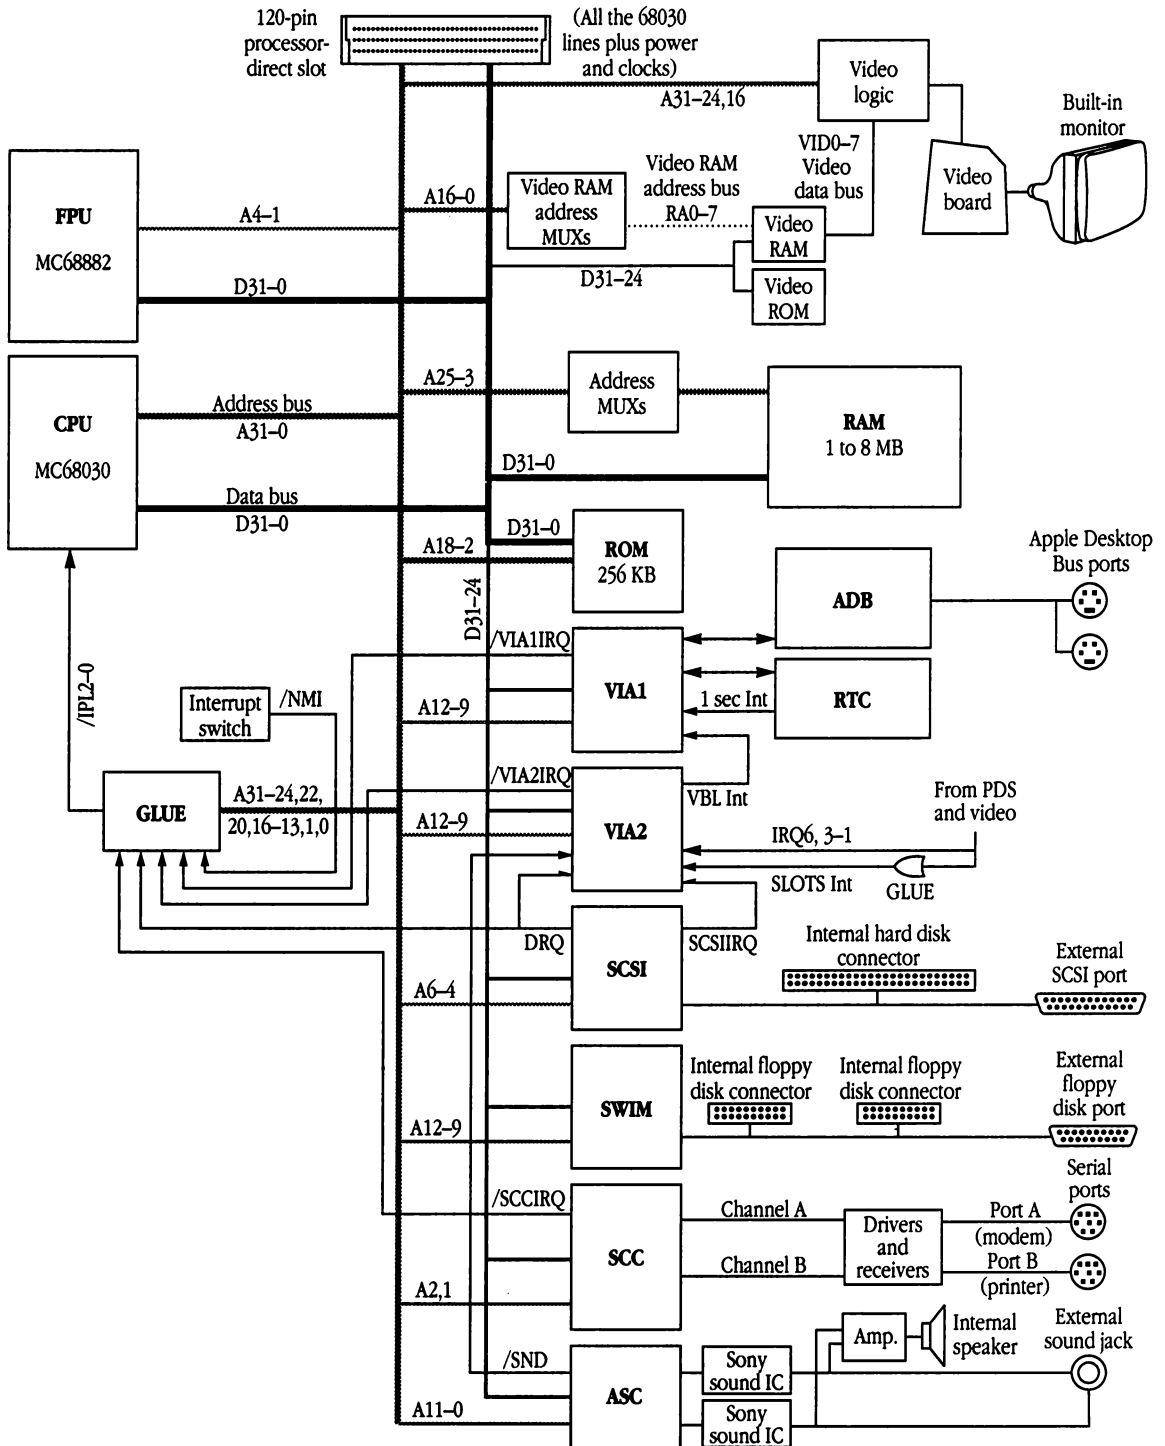 120-pin
processor-
direct slot
(All the 68030
lines plus power
and clocks)
A31–24,16
Video
logic
Built-in
monitor
VID0–7
Video
data bus
Video
board
FPU
MC68882
A4–1
D31–0
A16–0
Video RAM
address
MUXs
Video RAM
address bus
RA0–7
Video
RAM
D31–24
Video
ROM
CPU
MC68030
Address bus
A31–0
Data bus
D31–0
A25–3
Address
MUXs
RAM
1 to 8 MB
D31–0
D31–0
A18–2
ROM
256 KB
D31–24
ADB
Apple Desktop
Bus ports
/VIA1IRQ
VIA1
A12–9
1 sec Int
RTC
/IPL2–0
Interrupt
switch
/NMI
/VIA2IRQ
VBL Int
GLUE
A31–24,22,
20,16–13,1,0
A12–9
VIA2
From PDS
and video
IRQ6, 3–1
SLOTS Int
GLUE
DRQ
SCSIIRQ
SCSI
A6–4
Internal hard disk
connector
External
SCSI port
SWIM
A12–9
Internal floppy
disk connector
Internal floppy
disk connector
External
floppy
disk port
/SCCIRQ
SCC
A2,1
Channel A
Channel B
Drivers
and
receivers
Serial
ports
Port A
(modem)
Port B
(printer)
/SND
ASC
A11–0
Sony
sound IC
Sony
sound IC
Amp.
Internal
speaker
External
sound jack